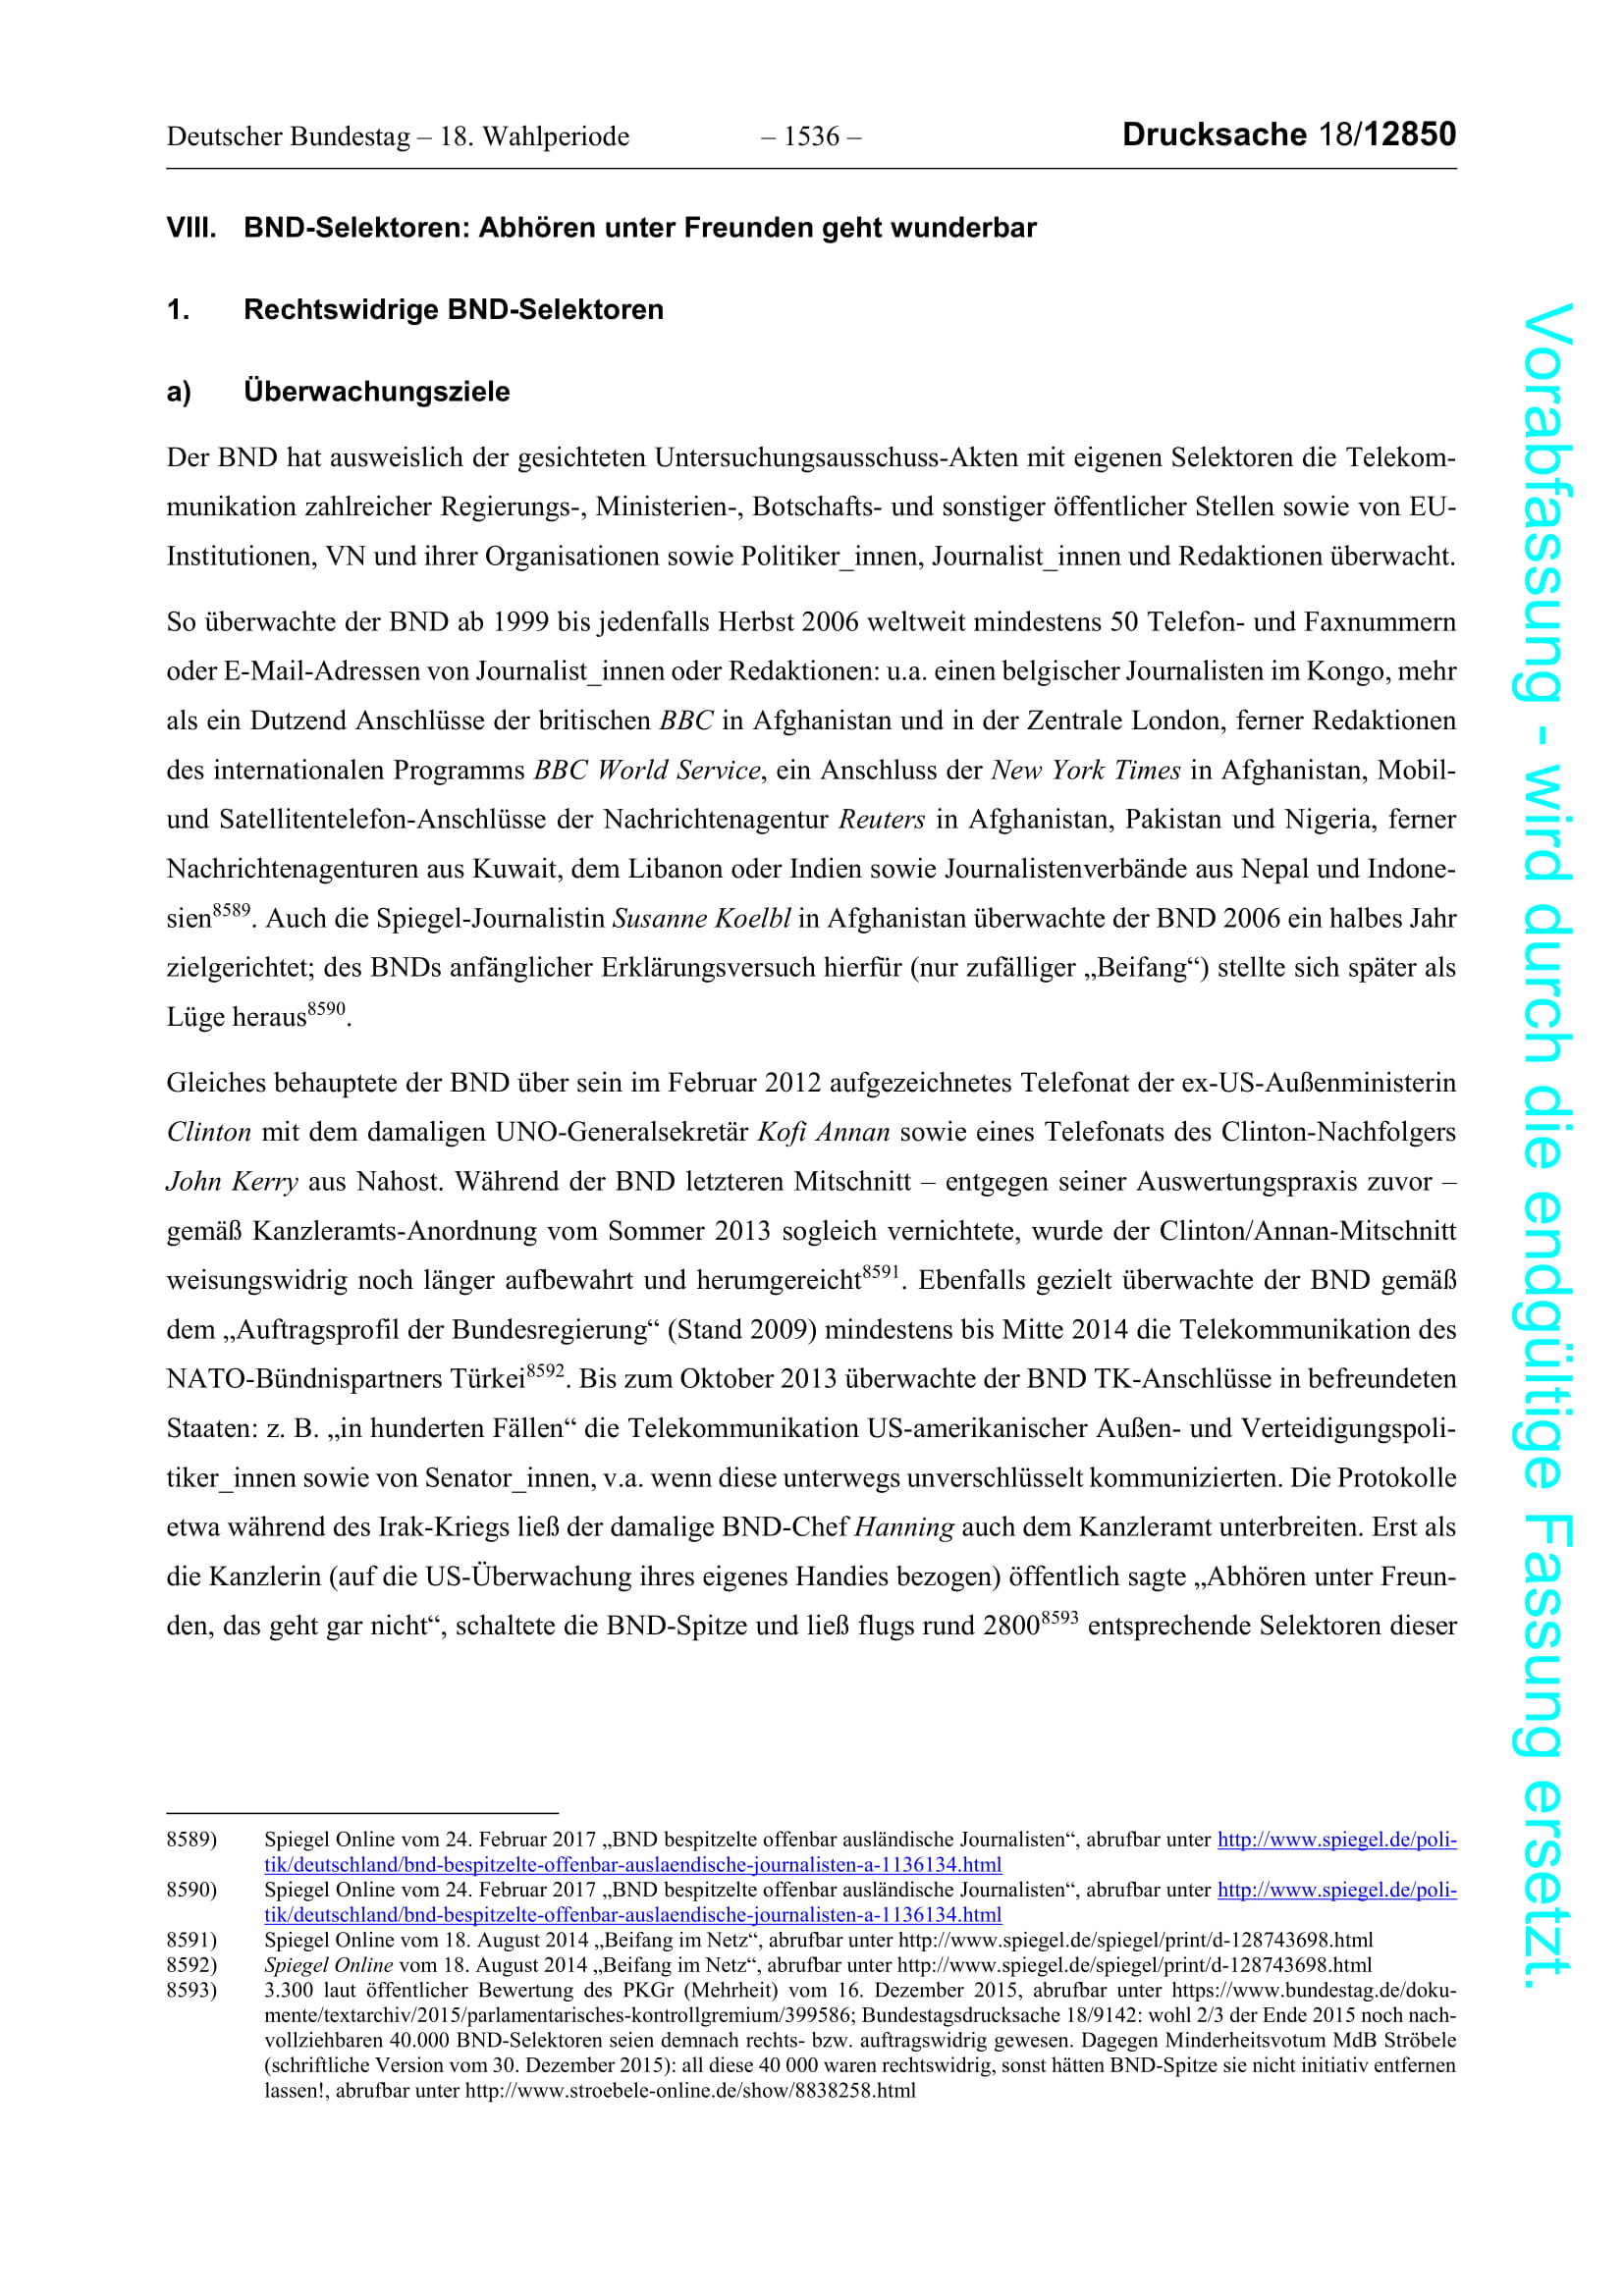 Deutscher Bundestag – 18. Wahlperiode – 1536 – Drucksache 18/12850
VIII. BND-Selektoren: Abhören unter Freunden geht wunderbar
1. Rechtswidrige BND-Selektoren
a) Überwachungsziele
Der BND hat ausweislich der gesichteten Untersuchungsausschuss-Akten mit eigenen Selektoren die Telekom-
munikation zahlreicher Regierungs-, Ministerien-, Botschafts- und sonstiger öffentlicher Stellen sowie von EU-
Institutionen, VN und ihrer Organisationen sowie Politiker_innen, Journalist_innen und Redaktionen überwacht.
So überwachte der BND ab 1999 bis jedenfalls Herbst 2006 weltweit mindestens 50 Telefon- und Faxnummern
oder E-Mail-Adressen von Journalist_innen oder Redaktionen: u.a. einen belgischer Journalisten im Kongo, mehr
als ein Dutzend Anschlüsse der britischen BBC in Afghanistan und in der Zentrale London, ferner Redaktionen
des internationalen Programms BBC World Service, ein Anschluss der New York Times in Afghanistan, Mobil-
und Satellitentelefon-Anschlüsse der Nachrichtenagentur Reuters in Afghanistan, Pakistan und Nigeria, ferner
Nachrichtenagenturen aus Kuwait, dem Libanon oder Indien sowie Journalistenverbände aus Nepal und Indone-
sien8589. Auch die Spiegel-Journalistin Susanne Koelbl in Afghanistan überwachte der BND 2006 ein halbes Jahr
zielgerichtet; des BNDs anfänglicher Erklärungsversuch hierfür (nur zufälliger „Beifang“) stellte sich später als
Lüge heraus8590.
Gleiches behauptete der BND über sein im Februar 2012 aufgezeichnetes Telefonat der ex-US-Außenministerin
Clinton mit dem damaligen UNO-Generalsekretär Kofi Annan sowie eines Telefonats des Clinton-Nachfolgers
John Kerry aus Nahost. Während der BND letzteren Mitschnitt – entgegen seiner Auswertungspraxis zuvor –
gemäß Kanzleramts-Anordnung vom Sommer 2013 sogleich vernichtete, wurde der Clinton/Annan-Mitschnitt
weisungswidrig noch länger aufbewahrt und herumgereicht8591. Ebenfalls gezielt überwachte der BND gemäß
dem „Auftragsprofil der Bundesregierung“ (Stand 2009) mindestens bis Mitte 2014 die Telekommunikation des
NATO-Bündnispartners Türkei8592. Bis zum Oktober 2013 überwachte der BND TK-Anschlüsse in befreundeten
Staaten: z. B. „in hunderten Fällen“ die Telekommunikation US-amerikanischer Außen- und Verteidigungspoli-
tiker_innen sowie von Senator_innen, v.a. wenn diese unterwegs unverschlüsselt kommunizierten. Die Protokolle
etwa während des Irak-Kriegs ließ der damalige BND-Chef Hanning auch dem Kanzleramt unterbreiten. Erst als
die Kanzlerin (auf die US-Überwachung ihres eigenes Handies bezogen) öffentlich sagte „Abhören unter Freun-
den, das geht gar nicht“, schaltete die BND-Spitze und ließ flugs rund 28008593 entsprechende Selektoren dieser
8589) Spiegel Online vom 24. Februar 2017 „BND bespitzelte offenbar ausländische Journalisten“, abrufbar unter http://www.spiegel.de/poli-
tik/deutschland/bnd-bespitzelte-offenbar-auslaendische-journalisten-a-1136134.html
8590) Spiegel Online vom 24. Februar 2017 „BND bespitzelte offenbar ausländische Journalisten“, abrufbar unter http://www.spiegel.de/poli-
tik/deutschland/bnd-bespitzelte-offenbar-auslaendische-journalisten-a-1136134.html
8591) Spiegel Online vom 18. August 2014 „Beifang im Netz“, abrufbar unter http://www.spiegel.de/spiegel/print/d-128743698.html
8592) Spiegel Online vom 18. August 2014 „Beifang im Netz“, abrufbar unter http://www.spiegel.de/spiegel/print/d-128743698.html
8593) 3.300 laut öffentlicher Bewertung des PKGr (Mehrheit) vom 16. Dezember 2015, abrufbar unter https://www.bundestag.de/doku-
mente/textarchiv/2015/parlamentarisches-kontrollgremium/399586; Bundestagsdrucksache 18/9142: wohl 2/3 der Ende 2015 noch nach-
vollziehbaren 40.000 BND-Selektoren seien demnach rechts- bzw. auftragswidrig gewesen. Dagegen Minderheitsvotum MdB Ströbele
(schriftliche Version vom 30. Dezember 2015): all diese 40 000 waren rechtswidrig, sonst hätten BND-Spitze sie nicht initiativ entfernen
lassen!, abrufbar unter http://www.stroebele-online.de/show/8838258.html
Vorabfassung - wird durch die endgültige Fassung ersetzt.